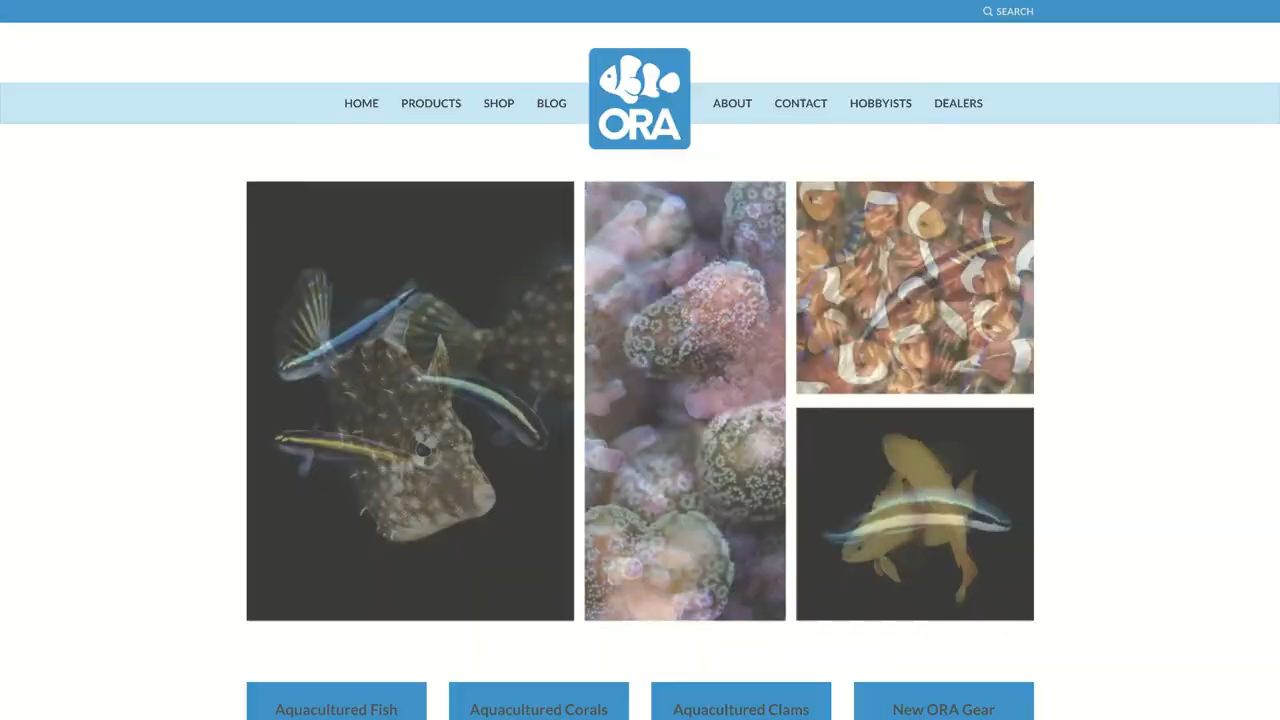 SEARCH
HOME PRODUCTS SHOP BLOG ORA ABOUT CONTACT HOBBYISTS DEALERS
Aquacultured Fish Aquacultured Corals Aquacultured Clams New ORA Gear